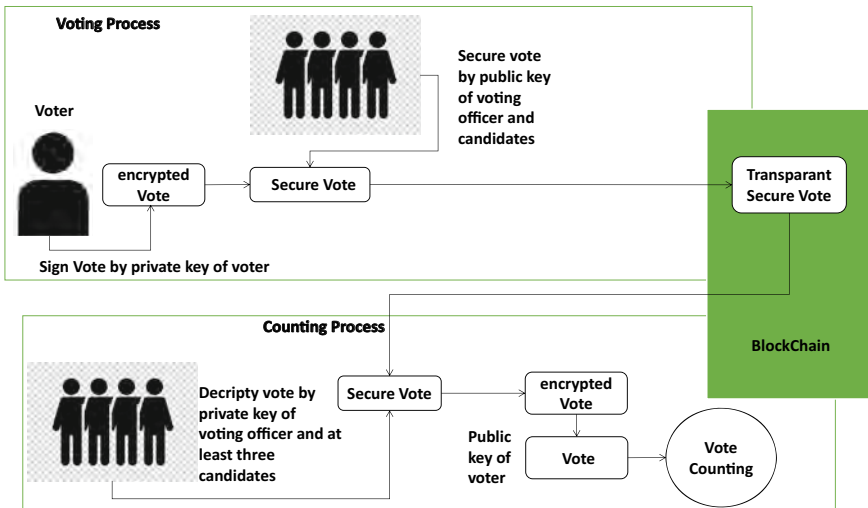 Voting Process
Secure vote
by public key
of voting
officer and
candidates
Voter
encrypted
Vote
Secure Vote
Transparant
Secure Vote
Sign Vote by private key of voter
BlockChain
Counting Process
Decripty vote by
private key of
voting officer and at
least three
candidates
Secure Vote
encrypted
Vote
Public
key of
voter
Vote
Vote
Counting